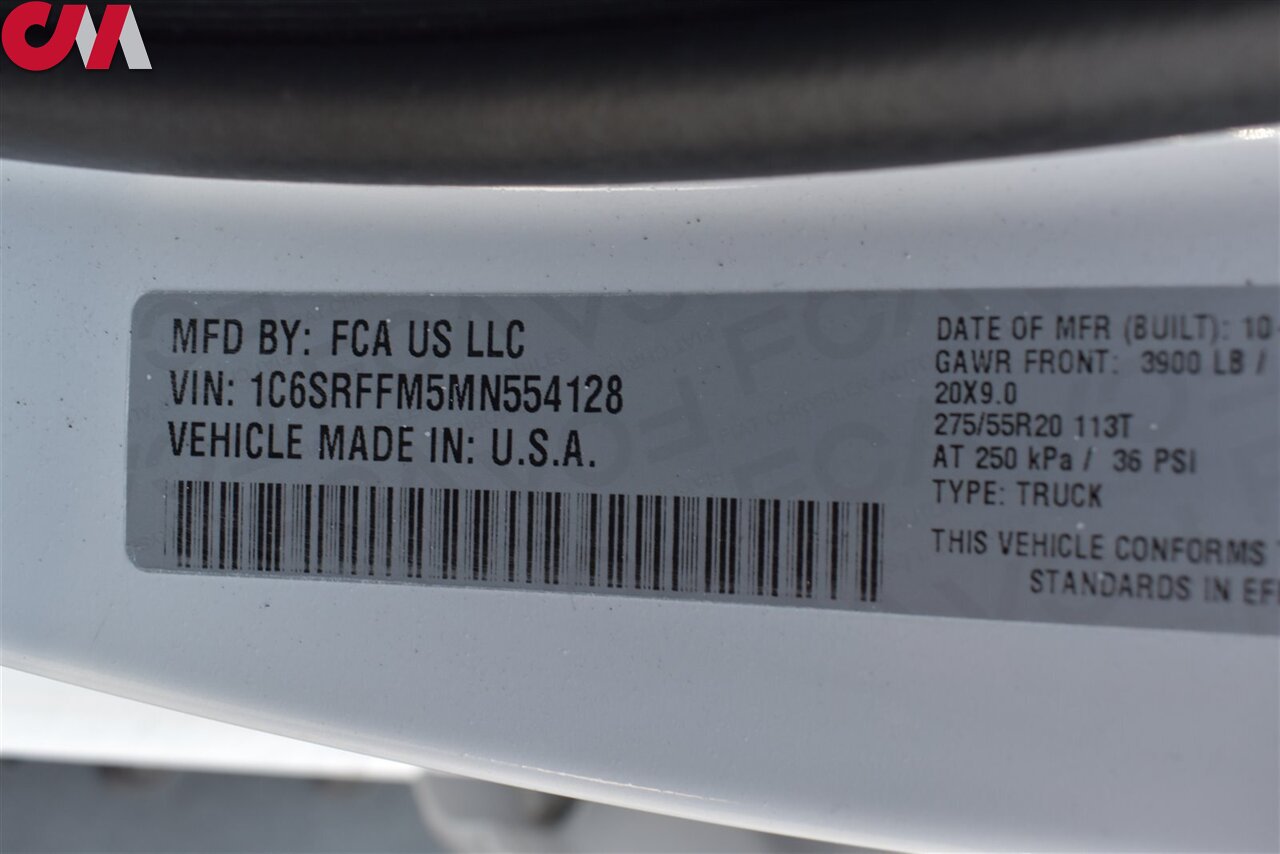 CM
MFD BY: FCA US LLC
VIN: 1C6SRFFM5MN554128
VEHICLE MADE IN: U.S.A.
DATE OF MFR (BUILT): 10
GAWR FRONT: 3900 LB /
20X9.0
275/55R20 113T
AT 250 kPa / 36 PSI
TYPE: TRUCK
THIS VEHICLE CONFORMS
STANDARDS IN EF